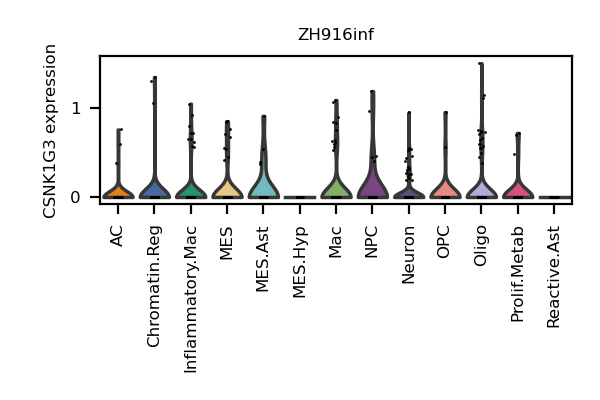 ZH916inf
CSNK1G3 expression
1
0
AC
Chromatin.Reg
Inflammatory.Mac
MES
MES.Ast
MES.Hyp
Mac
NPC
Neuron
OPC
Oligo
Prolif.Metab
Reactive.Ast